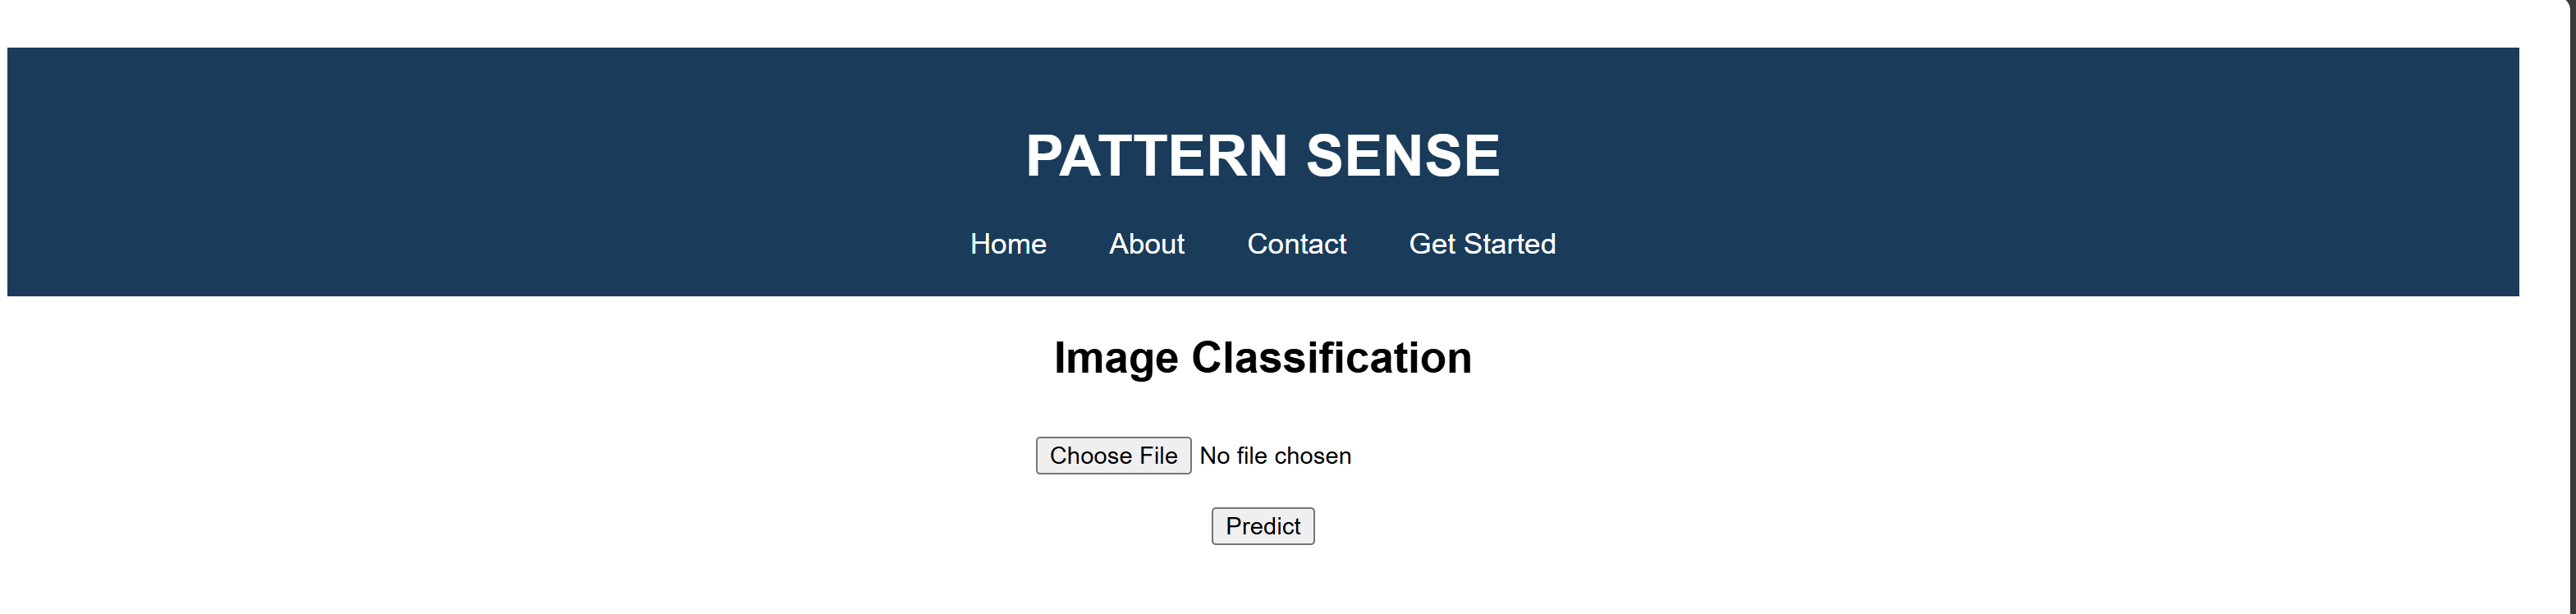 PATTERN SENSE
Home About Contact Get Started
Image Classification
Choose File No file chosen
Predict